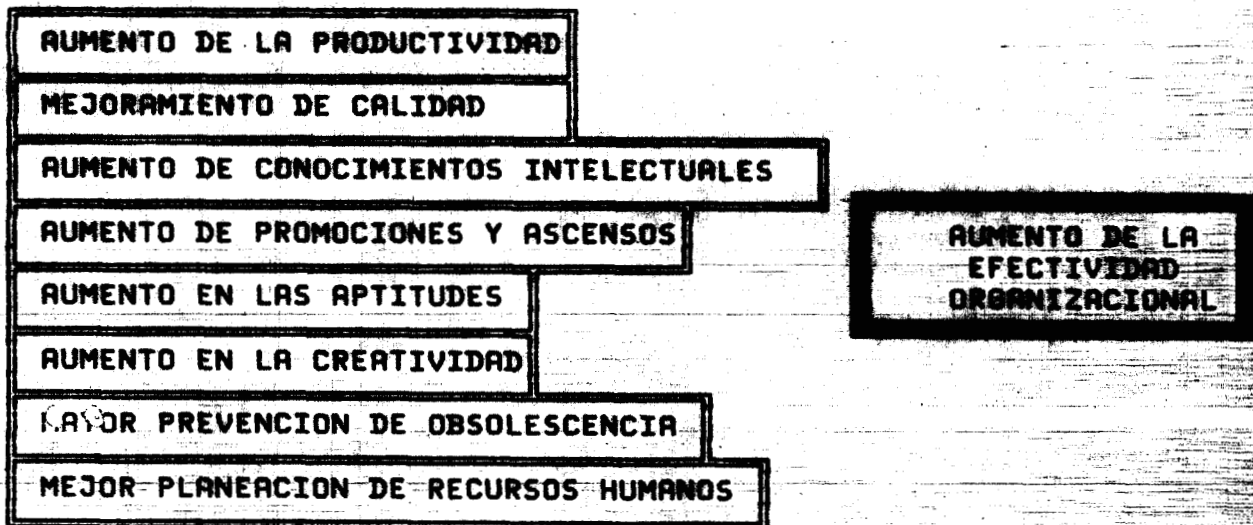 AUMENTO DE LA PRODUCTIVIDAD
MEJORAMIENTO DE CALIDAD
AUMENTO DE CONOCIMIENTOS INTELECTUALES
AUMENTO DE PROMOCIONES Y ASCENSOS
AUMENTO EN LAS APTITUDES
AUMENTO EN LA CREATIVIDAD
MAYOR PREVENCION DE OBSOLESCENCIA
MEJOR PLANEACION DE RECURSOS HUMANOS
AUMENTO DE LA
EFECTIVIDAD
ORGANIZACIONAL